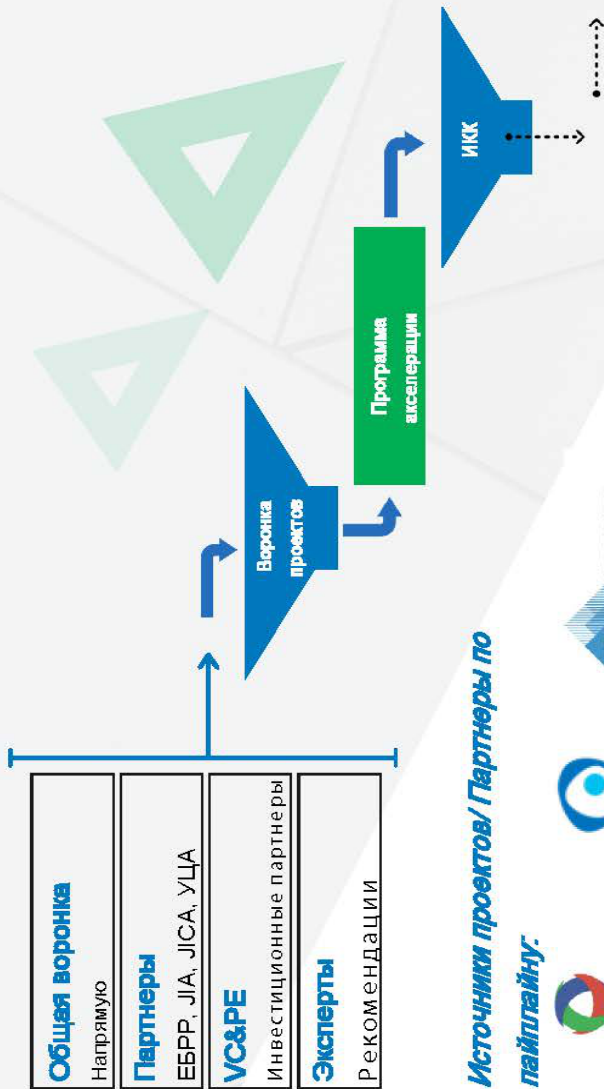 Общая воронка
Напрямую
Партнеры
ЕБРР, JIA, JICA, УЦА
VC&PE
Инвестиционные партнеры
Эксперты
Рекомендации
Воронка
проектов
Программа
акселерации
ИКК
Источники проектов/ Партнеры по
пайплайну: